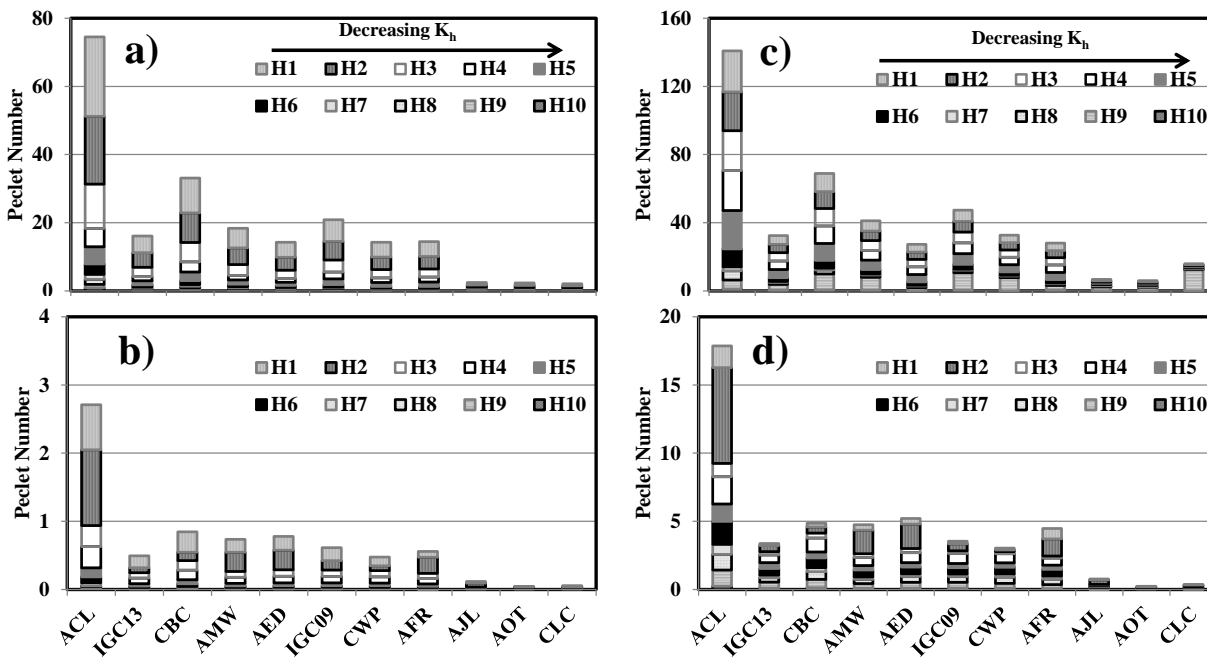 80
60
40
20
0
Peclet Number
a)
Decreasing Kh
H1 H2 H3 H4 H5
H6 H7 H8 H9 H10
160
120
80
40
0
Peclet Number
c)
Decreasing Kh
H1 H2 H3 H4 H5
H6 H7 H8 H9 H10
4
3
2
1
0
Peclet Number
b)
H1 H2 H3 H4 H5
H6 H7 H8 H9 H10
ACL IGC13 CBC AMW AED IGC09 CWP AFR AJL AOT CLC
20
15
10
5
0
Peclet Number
d)
H1 H2 H3 H4 H5
H6 H7 H8 H9 H10
ACL IGC13 CBC AMW AED IGC09 CWP AFR AJL AOT CLC